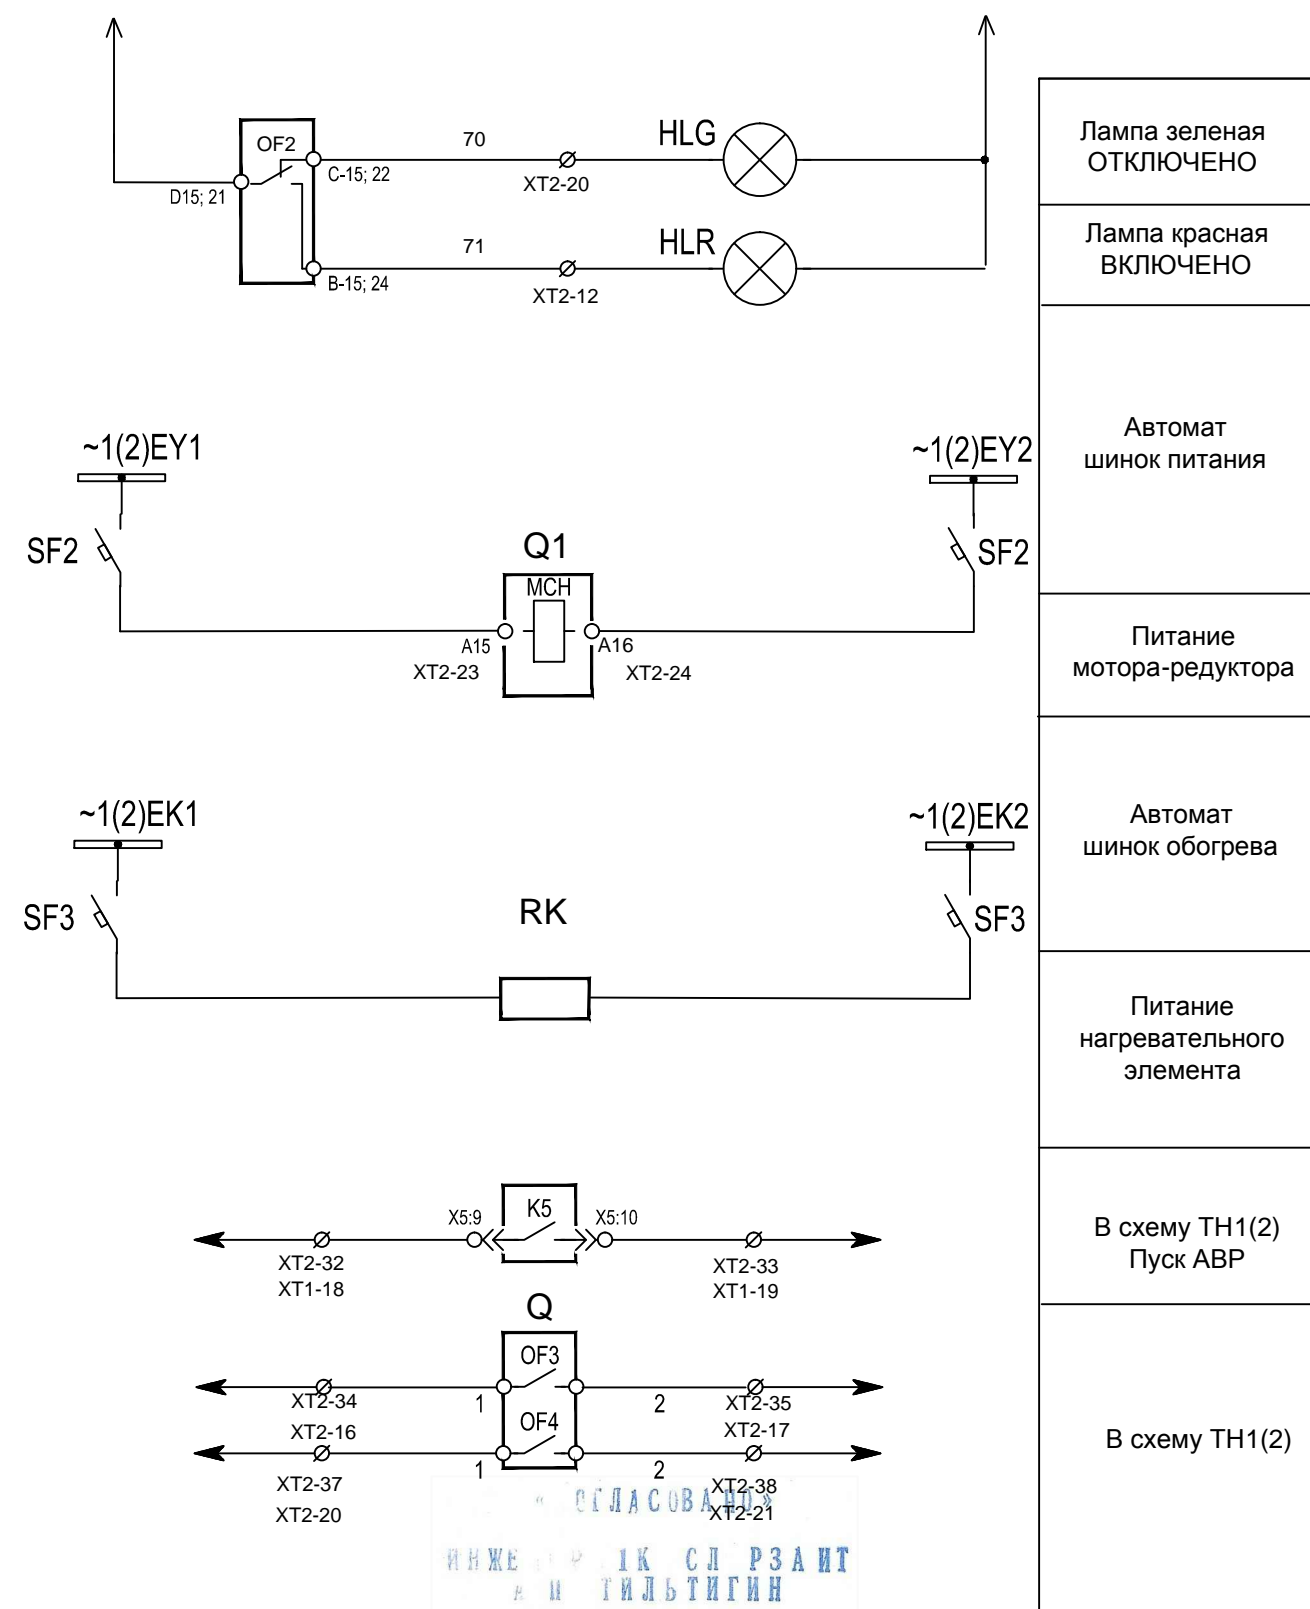 OF2
70
HLG
D15; 21
C-15; 22
XT2-20
Лампа зеленая
ОТКЛЮЧЕНО
71
HLR
B-15; 24
XT2-12
Лампа красная
ВКЛЮЧЕНО
~1(2)EY1
~1(2)EY2
SF2
SF2
Автомат
шинок питания
Q1
MCH
A15
A16
XT2-23
XT2-24
Питание
мотора-редуктора
~1(2)EK1
~1(2)EK2
SF3
SF3
Автомат
шинок обогрева
RK
Питание
нагревательного
элемента
K5
X5:9
X5:10
XT2-32
XT1-18
XT2-33
XT1-19
В схему ТН1(2)
Пуск АВР
Q
OF3
1
2
XT2-34
XT2-16
XT2-35
XT2-17
OF4
1
2
XT2-37
XT2-20
XT2-38
XT2-21
В схему ТН1(2)
1К СЛ РЗАИТ
ТИЛЬТИГИН